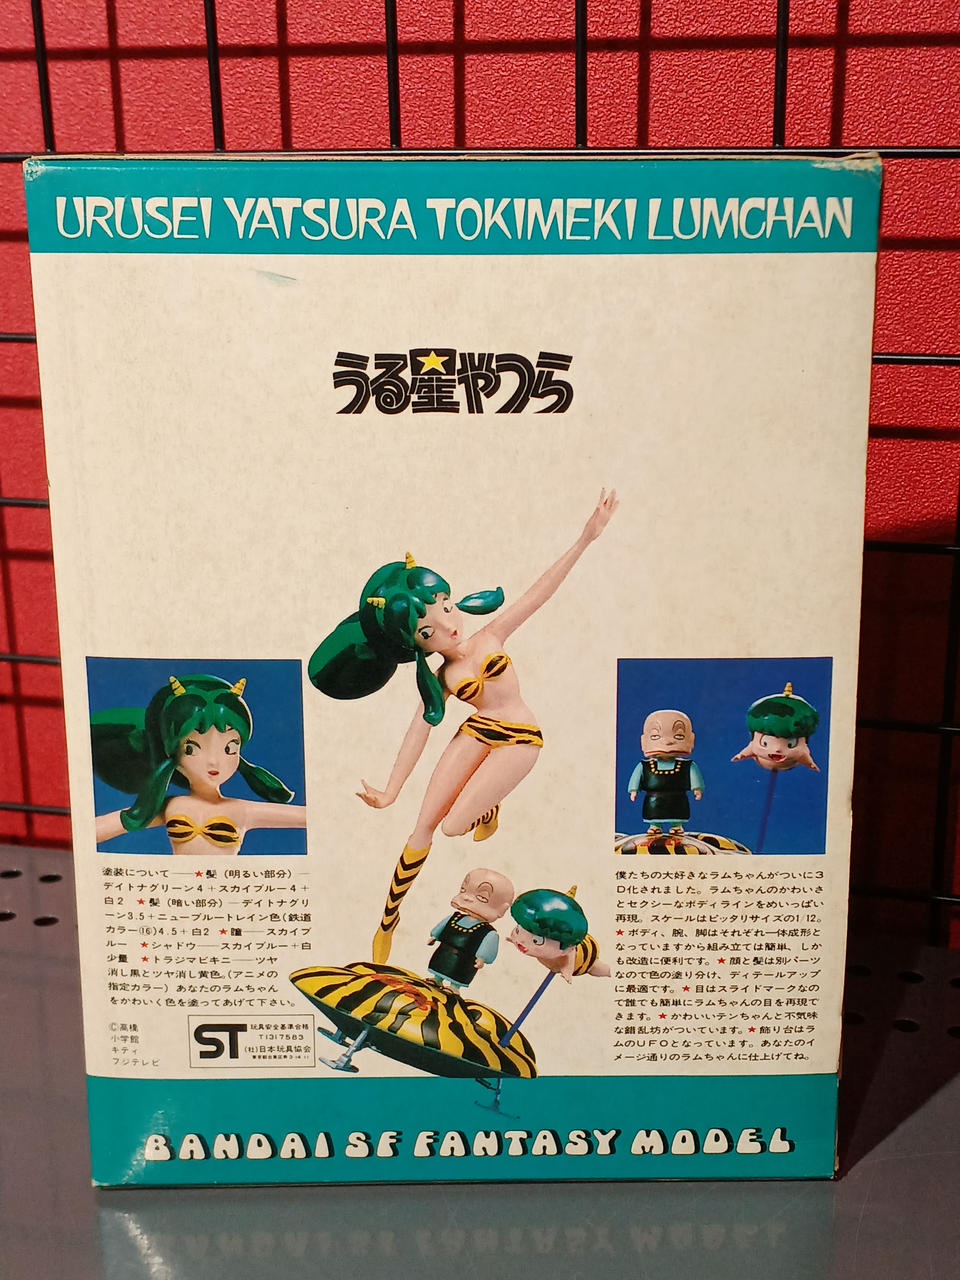 URUSEI YATSURA TOKIMEKI LUMCHAN
うる星やつら
塗装について——★髪（明るい部分）—
デイトナグリーン4＋スカイブルー4＋
白2 ★髪（暗い部分）—デイトナグリ
ーン3.5＋ニューブルートレイン色（鉄道
カラー⑯）4.5＋白2 ★瞳——スカイブ
ルー ★シャドウ——スカイブルー＋白
少量 ★トラジマビキニ——ツヤ
消し黒とツヤ消し黄色。（アニメの
指定カラー）あなたのラムちゃん
をかわいく色を塗ってあげて下さい。
©高橋
小学館
キティ
フジテレビ
ST
玩具安全基準合格
T1317583
(社)日本玩具協会
僕たちの大好きなラムちゃんがついに3
D化されました。ラムちゃんのかわいさ
とセクシーなボディラインをめいっぱい
再現。スケールはピッタリサイズの1/12。
★ボディ、腕、脚はそれぞれ一体成形と
なっていますから組み立ては簡単、しか
も改造に便利です。★顔と髪は別パーツ
なので色の塗り分け、ディテールアップ
に最適です。★目はスライドマークなの
で誰でも簡単にラムちゃんの目を再現で
きます。★かわいいテンちゃんと不気味
な錯乱坊がついています。★飾り台はラ
ムのUFOとなっています。あなたのイ
メージ通りのラムちゃんに仕上げてね。
BANDAI SF FANTASY MODEL